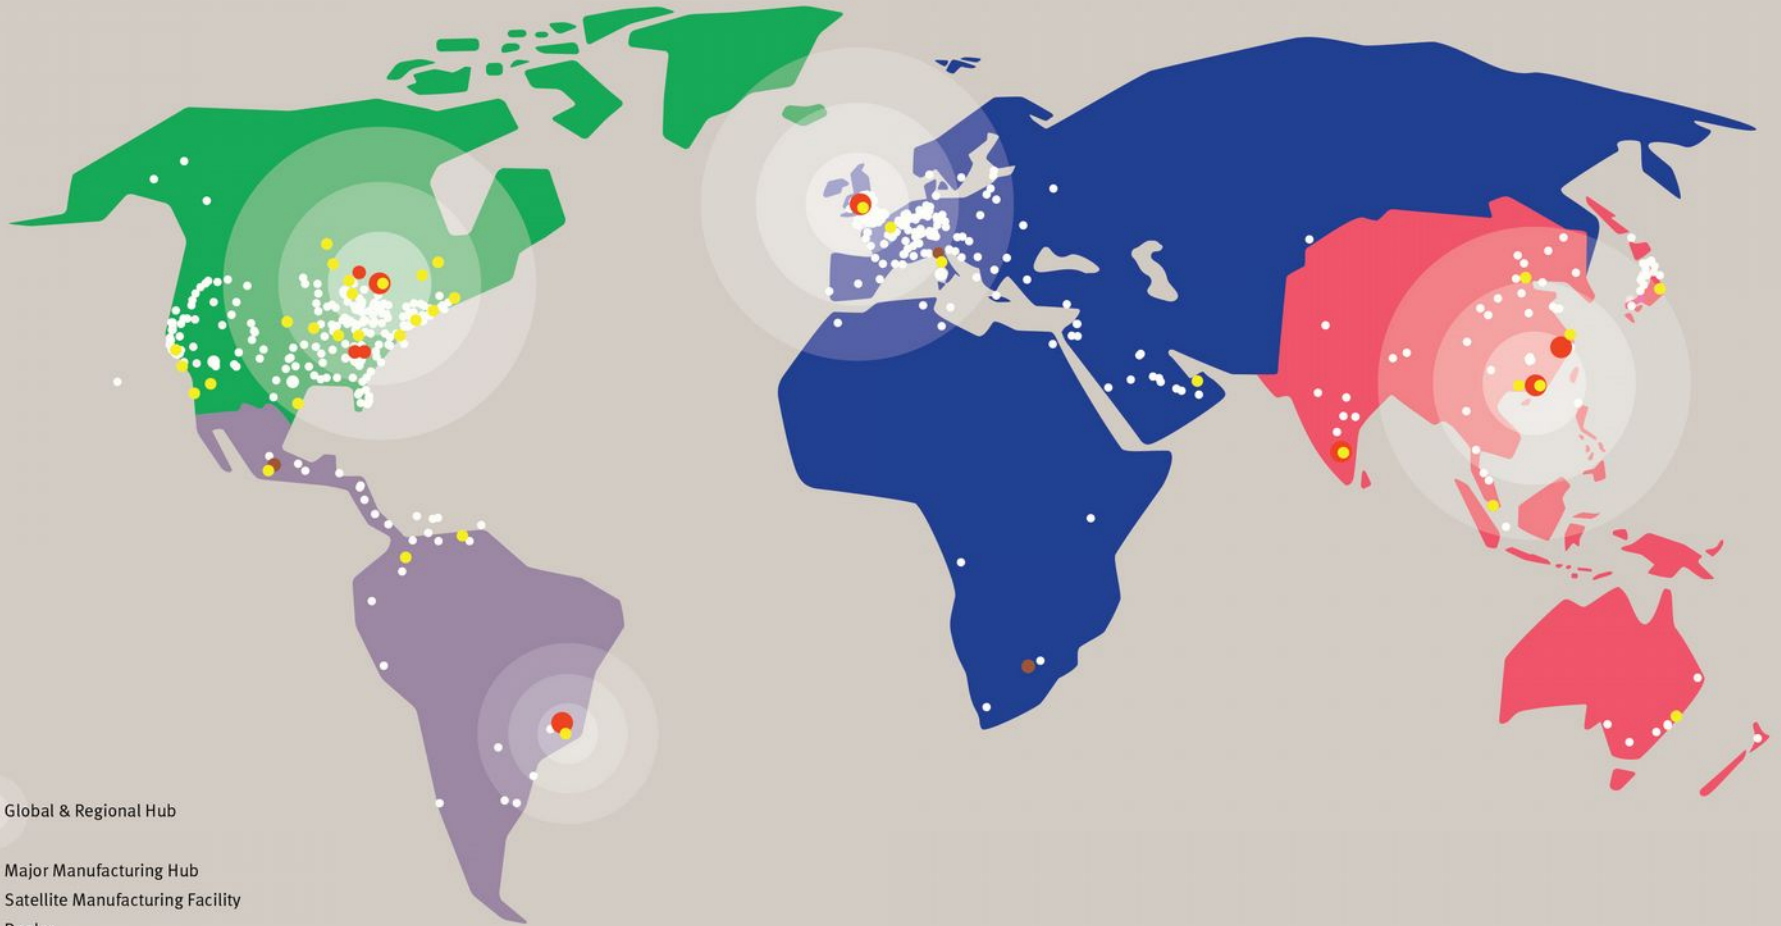 Global & Regional Hub
Major Manufacturing Hub
Satellite Manufacturing Facility